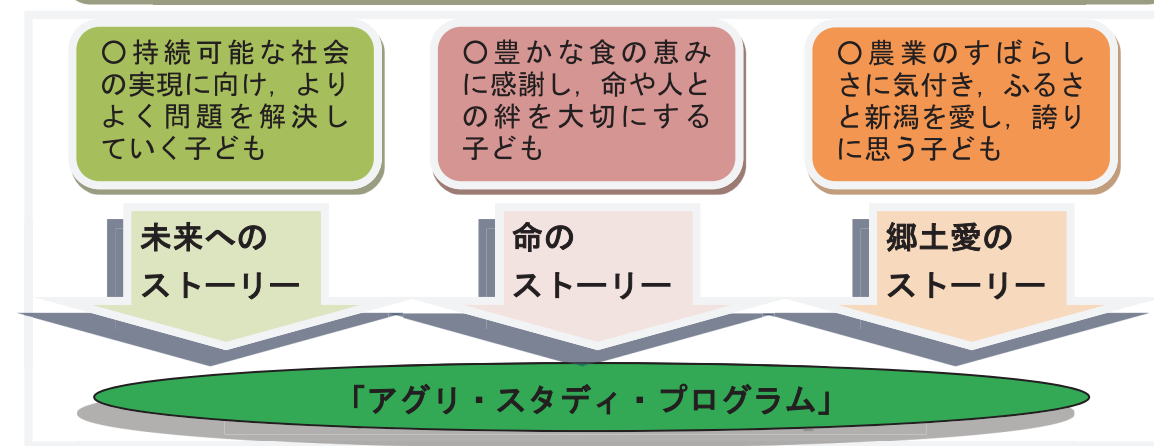 〇持続可能な社会
の実現に向け，より
よく問題を解決し
ていく子ども
〇豊かな食の恵み
に感謝し，命や人と
の絆を大切にする
子ども
〇農業のすばらし
さに気付き，ふるさ
と新潟を愛し，誇り
に思う子ども
未来への
ストーリー
命の
ストーリー
郷土愛の
ストーリー
「アグリ・スタディ・プログラム」